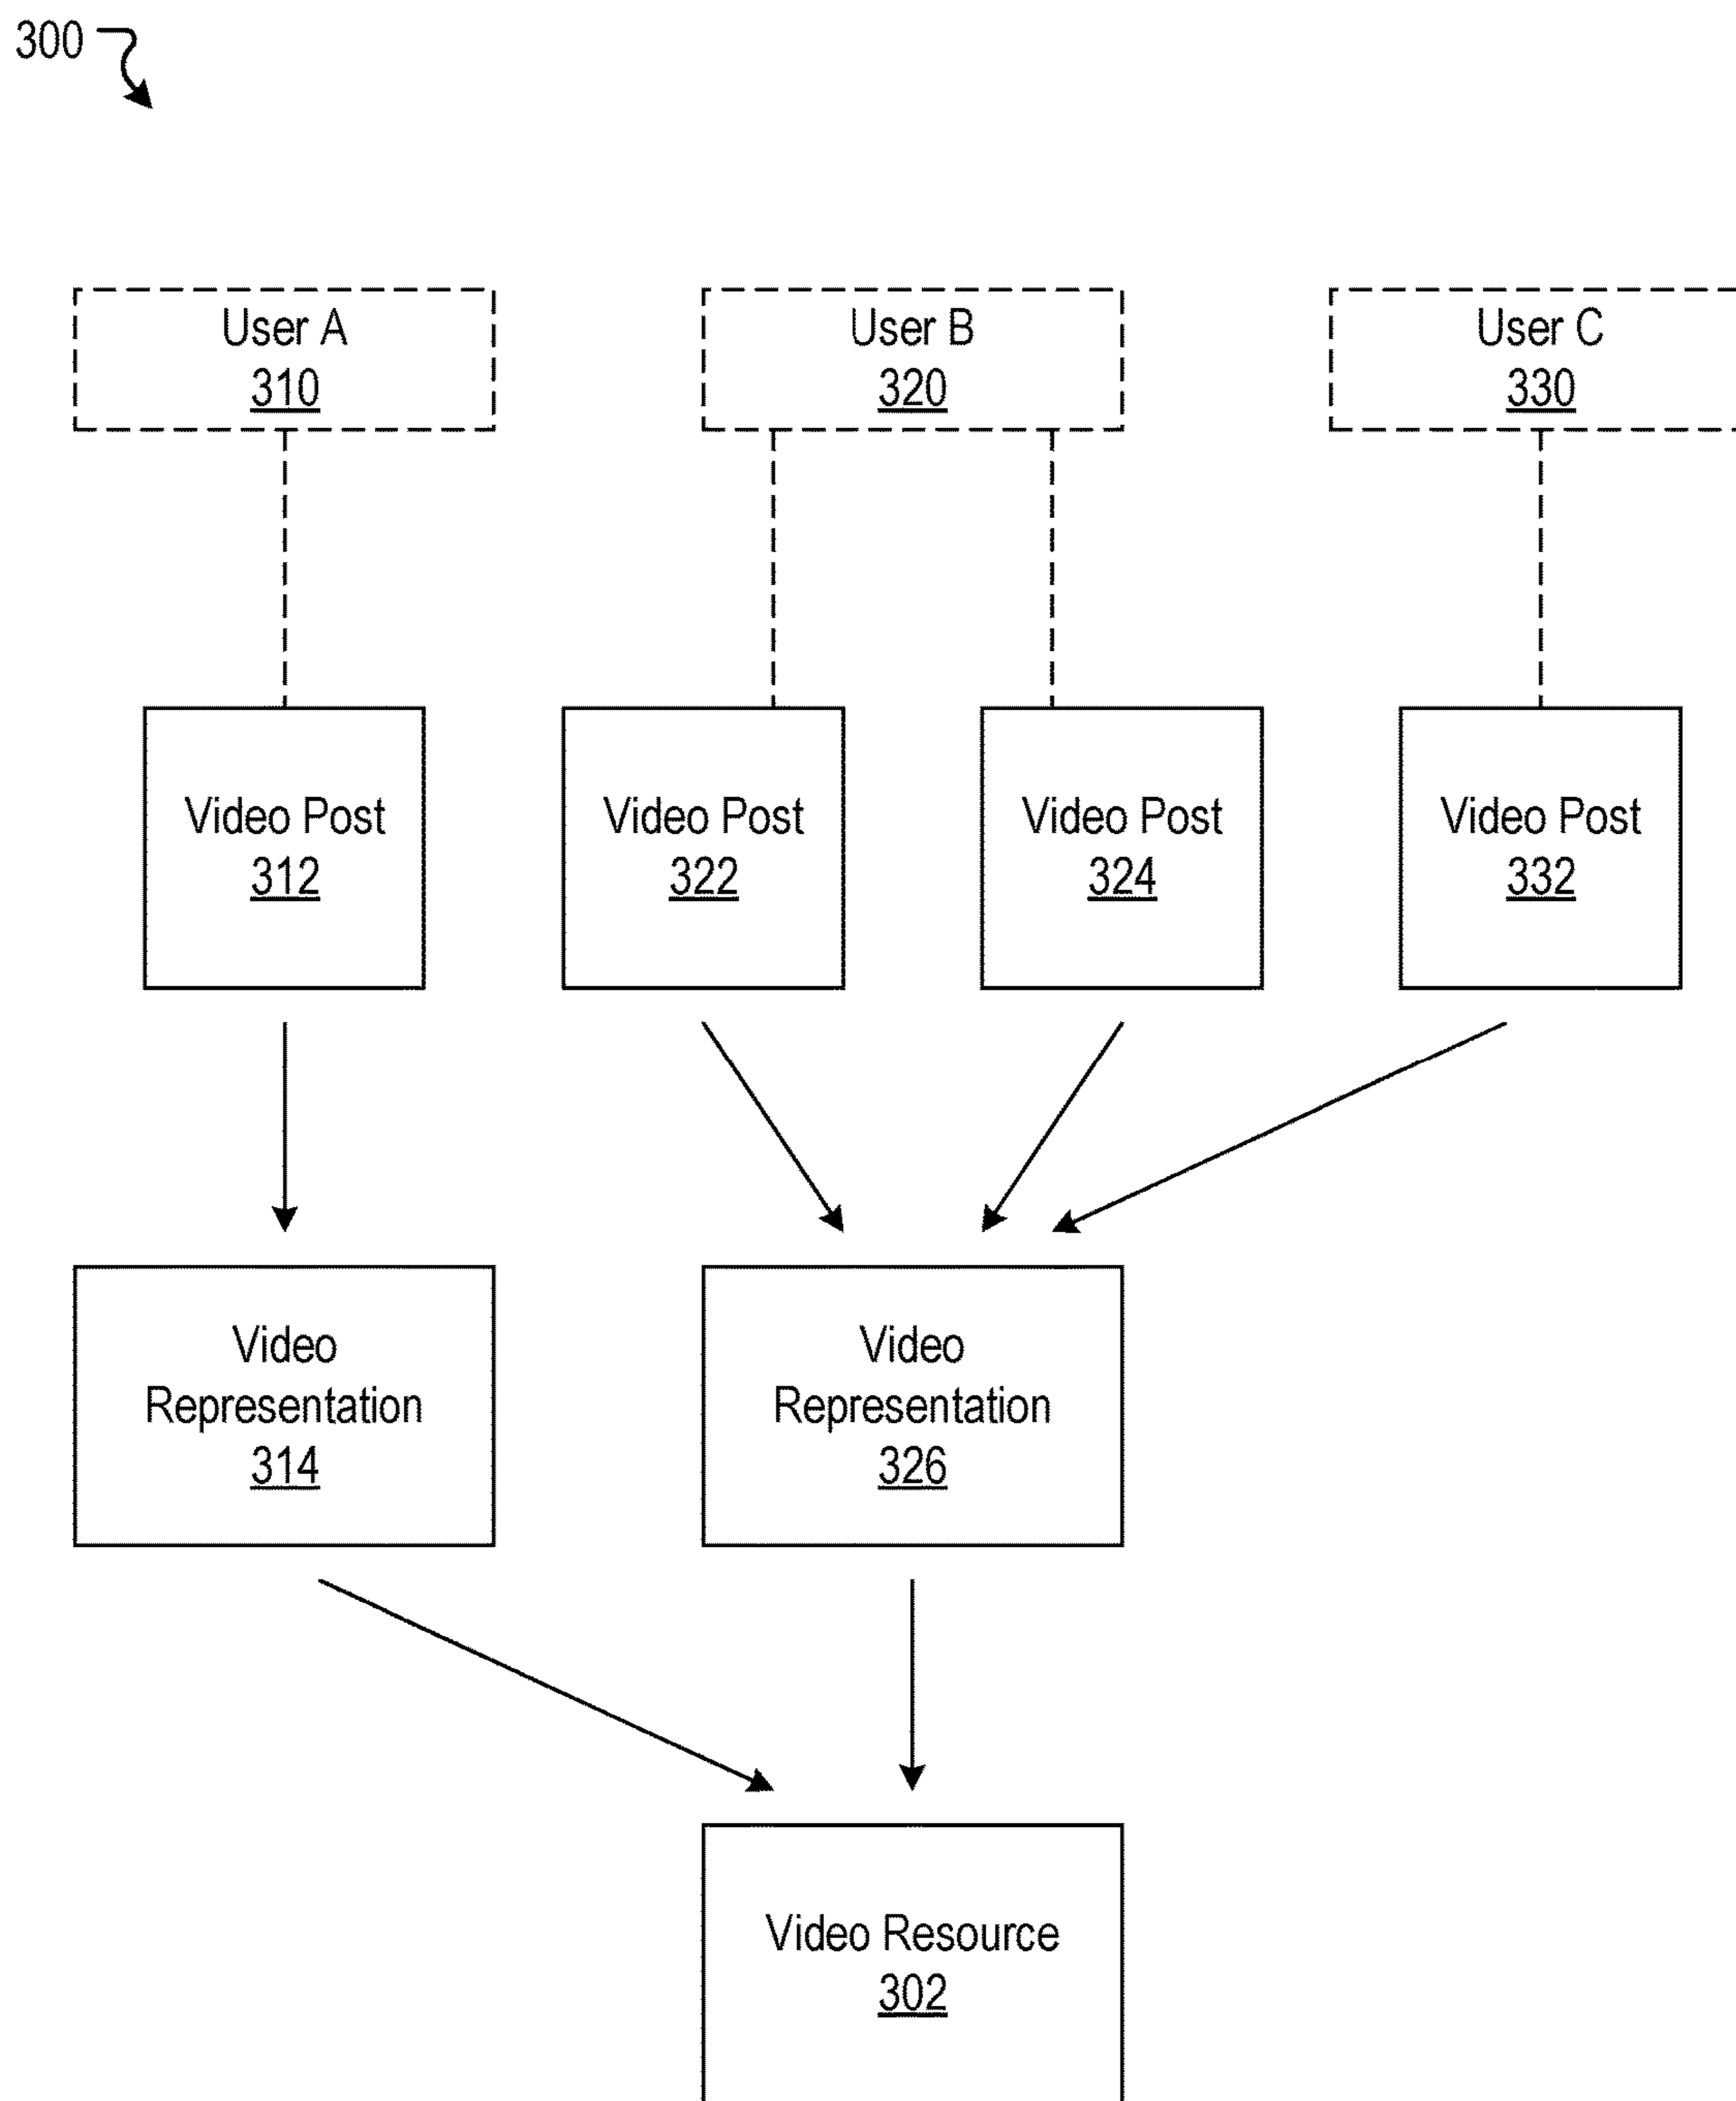 300
User A
310
User B
320
User C
330
Video Post
312
Video Post
322
Video Post
324
Video Post
332
Video
Representation
314
Video
Representation
326
Video Resource
302